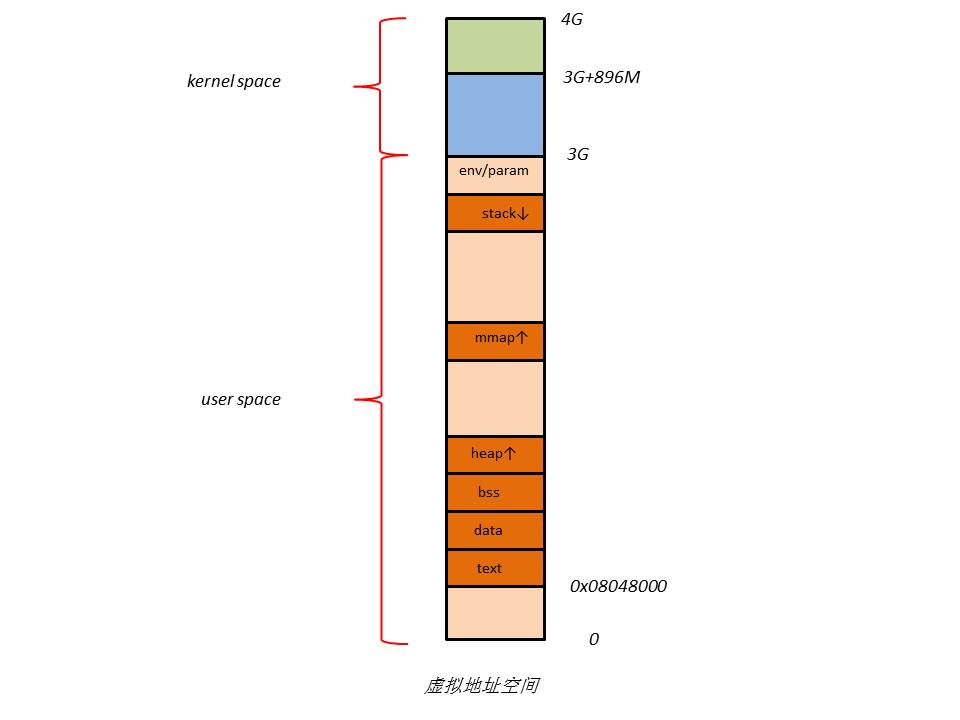 4G
kernel space
3G+896M
3G
env/param
stack↓
mmap↑
user space
heap↑
bss
data
text
0x08048000
0
虚拟地址空间